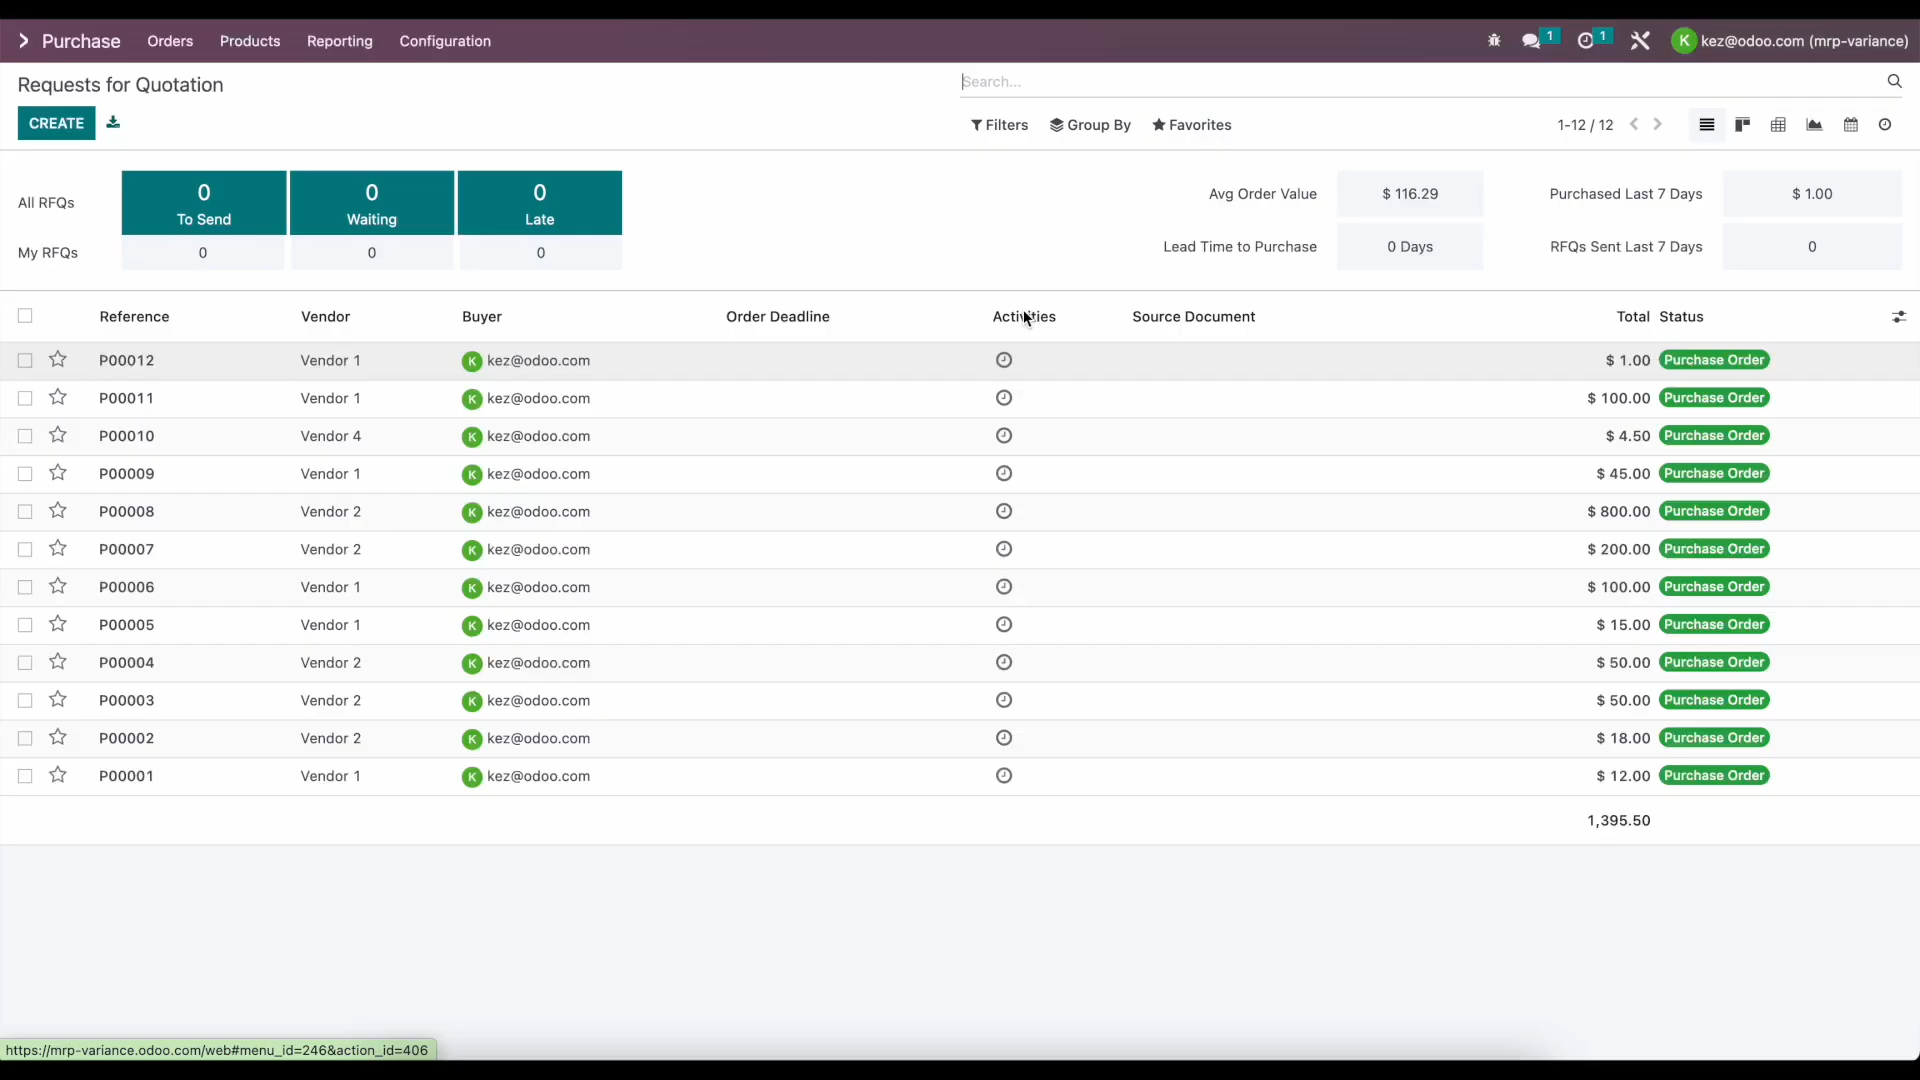 Purchase Orders Products Reporting Configuration 1 1 K kez@odoo.com (mrp-variance)
Requests for Quotation Search...
CREATE Filters Group By Favorites 1-12 / 12
All RFQs 0 To Send 0 Waiting 0 Late
My RFQs 0 0 0
Avg Order Value $ 116.29 Purchased Last 7 Days $ 1.00
Lead Time to Purchase 0 Days RFQs Sent Last 7 Days 0
Reference Vendor Buyer Order Deadline Activities Source Document Total Status
P00012 Vendor 1 K kez@odoo.com $ 1.00 Purchase Order
P00011 Vendor 1 K kez@odoo.com $ 100.00 Purchase Order
P00010 Vendor 4 K kez@odoo.com $ 4.50 Purchase Order
P00009 Vendor 1 K kez@odoo.com $ 45.00 Purchase Order
P00008 Vendor 2 K kez@odoo.com $ 800.00 Purchase Order
P00007 Vendor 2 K kez@odoo.com $ 200.00 Purchase Order
P00006 Vendor 1 K kez@odoo.com $ 100.00 Purchase Order
P00005 Vendor 1 K kez@odoo.com $ 15.00 Purchase Order
P00004 Vendor 2 K kez@odoo.com $ 50.00 Purchase Order
P00003 Vendor 2 K kez@odoo.com $ 50.00 Purchase Order
P00002 Vendor 2 K kez@odoo.com $ 18.00 Purchase Order
P00001 Vendor 1 K kez@odoo.com $ 12.00 Purchase Order
1,395.50
https://mrp-variance.odoo.com/web#menu_id=246&action_id=406